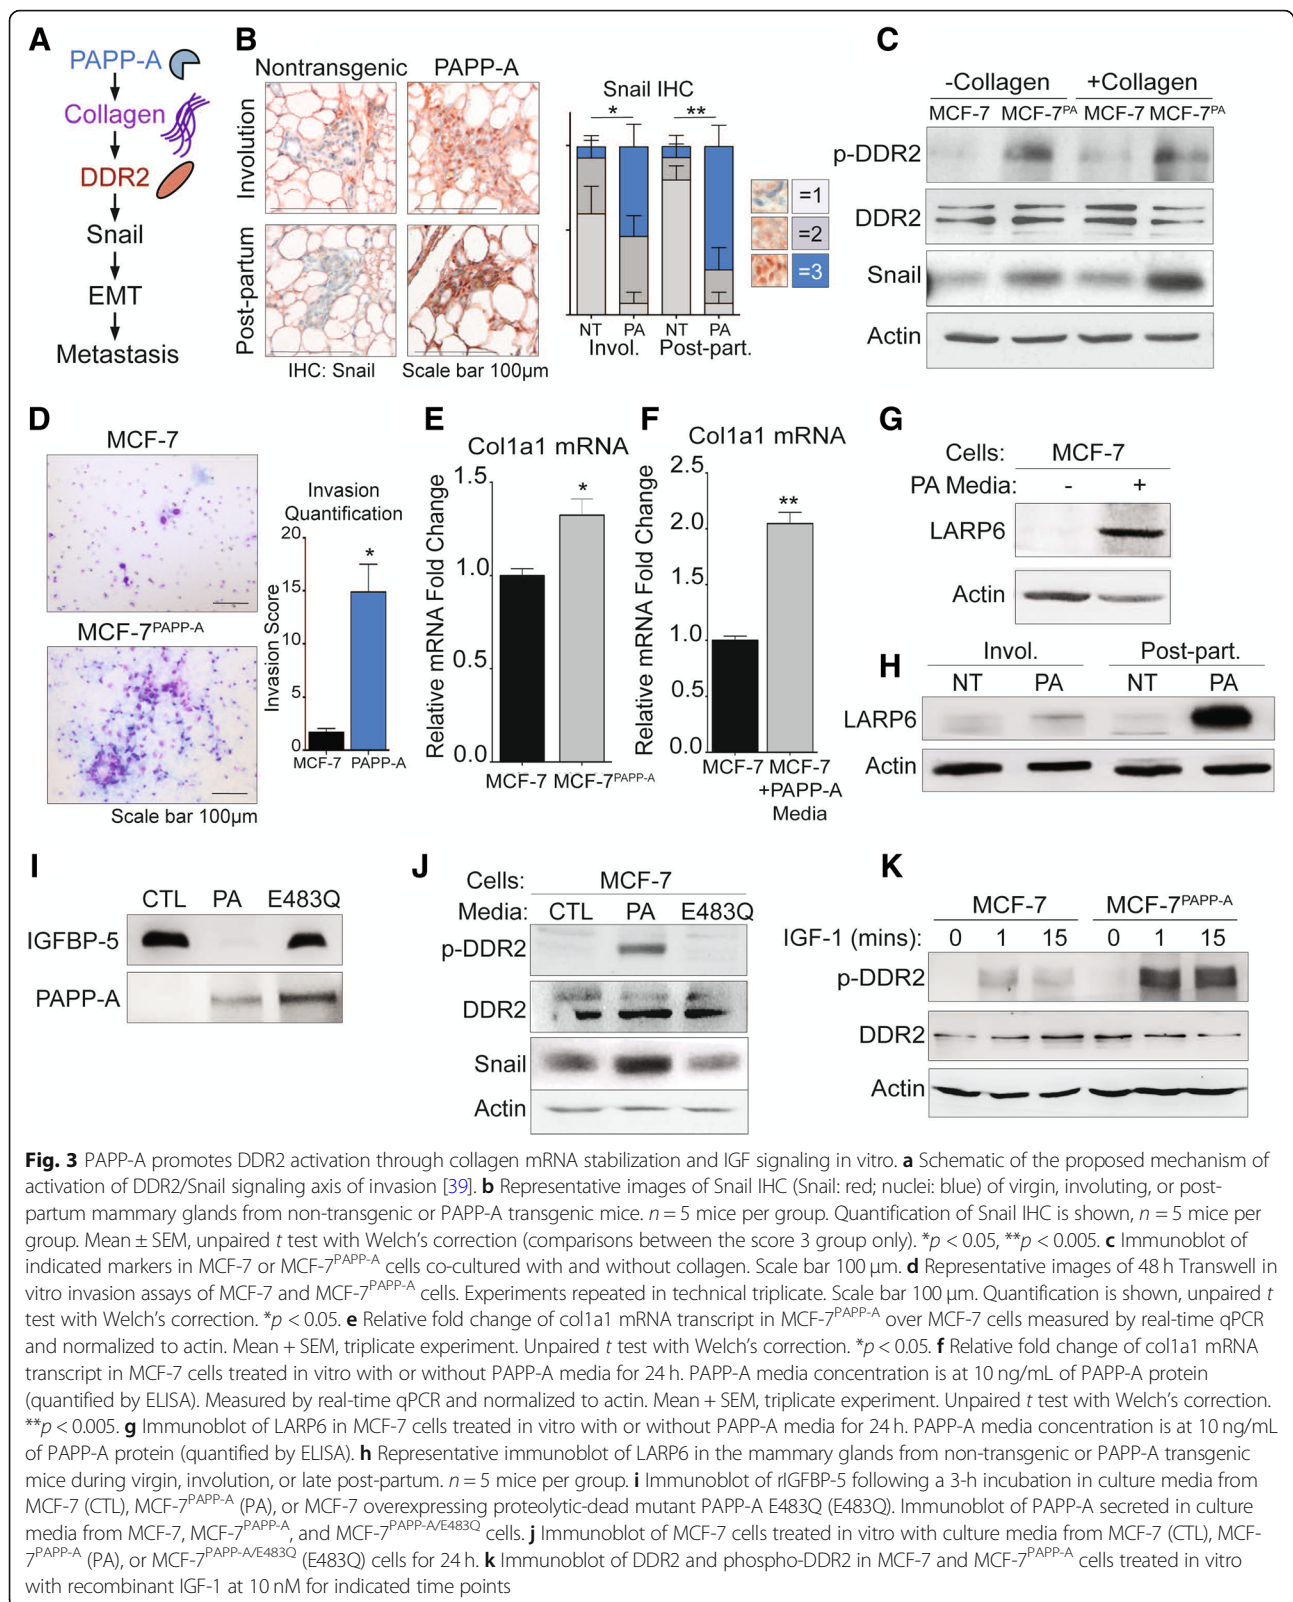 A
PAPP-A
Collagen
DDR2
Snail
EMT
Metastasis
B
Nontransgenic PAPP-A
Involution
Post-partum
IHC: Snail Scale bar 100μm
Snail IHC
* **
NT PA NT PA
Invol. Post-part.
=1
=2
=3
C
-Collagen +Collagen
MCF-7 MCF-7PA MCF-7 MCF-7PA
p-DDR2
DDR2
Snail
Actin
D
MCF-7
MCF-7PAPP-A
Scale bar 100μm
Invasion
Quantification
Invasion Score
20
15
10
5
0
*
MCF-7 PAPP-A
E
Col1a1 mRNA
Relative mRNA Fold Change
1.5
1.0
0.5
0.0
*
MCF-7 MCF-7PAPP-A
F
Col1a1 mRNA
Relative mRNA Fold Change
2.5
2.0
1.5
1.0
0.5
0.0
**
MCF-7 MCF-7
+PAPP-A
Media
G
Cells: MCF-7
PA Media: - +
LARP6
Actin
H
Invol. Post-part.
NT PA NT PA
LARP6
Actin
I
CTL PA E483Q
IGFBP-5
PAPP-A
J
Cells: MCF-7
Media: CTL PA E483Q
p-DDR2
DDR2
Snail
Actin
K
MCF-7 MCF-7PAPP-A
IGF-1 (mins): 0 1 15 0 1 15
p-DDR2
DDR2
Actin
Fig. 3 PAPP-A promotes DDR2 activation through collagen mRNA stabilization and IGF signaling in vitro. a Schematic of the proposed mechanism of
activation of DDR2/Snail signaling axis of invasion [39]. b Representative images of Snail IHC (Snail: red; nuclei: blue) of virgin, involuting, or post-
partum mammary glands from non-transgenic or PAPP-A transgenic mice. n = 5 mice per group. Quantification of Snail IHC is shown, n = 5 mice per
group. Mean ± SEM, unpaired t test with Welch's correction (comparisons between the score 3 group only). *p < 0.05, **p < 0.005. c Immunoblot of
indicated markers in MCF-7 or MCF-7PAPP-A cells co-cultured with and without collagen. Scale bar 100 μm. d Representative images of 48 h Transwell in
vitro invasion assays of MCF-7 and MCF-7PAPP-A cells. Experiments repeated in technical triplicate. Scale bar 100 μm. Quantification is shown, unpaired t
test with Welch's correction. *p < 0.05. e Relative fold change of col1a1 mRNA transcript in MCF-7PAPP-A over MCF-7 cells measured by real-time qPCR
and normalized to actin. Mean + SEM, triplicate experiment. Unpaired t test with Welch's correction. *p < 0.05. f Relative fold change of col1a1 mRNA
transcript in MCF-7 cells treated in vitro with or without PAPP-A media for 24 h. PAPP-A media concentration is at 10 ng/mL of PAPP-A protein
(quantified by ELISA). Measured by real-time qPCR and normalized to actin. Mean + SEM, triplicate experiment. Unpaired t test with Welch's correction.
**p < 0.005. g Immunoblot of LARP6 in MCF-7 cells treated in vitro with or without PAPP-A media for 24 h. PAPP-A media concentration is at 10 ng/mL
of PAPP-A protein (quantified by ELISA). h Representative immunoblot of LARP6 in the mammary glands from non-transgenic or PAPP-A transgenic
mice during virgin, involution, or late post-partum. n = 5 mice per group. i Immunoblot of rIGFBP-5 following a 3-h incubation in culture media from
MCF-7 (CTL), MCF-7PAPP-A (PA), or MCF-7 overexpressing proteolytic-dead mutant PAPP-A E483Q (E483Q). Immunoblot of PAPP-A secreted in culture
media from MCF-7, MCF-7PAPP-A, and MCF-7PAPP-A/E483Q cells. j Immunoblot of MCF-7 cells treated in vitro with culture media from MCF-7 (CTL), MCF-
7PAPP-A (PA), or MCF-7PAPP-A/E483Q (E483Q) cells for 24 h. k Immunoblot of DDR2 and phospho-DDR2 in MCF-7 and MCF-7PAPP-A cells treated in vitro
with recombinant IGF-1 at 10 nM for indicated time points